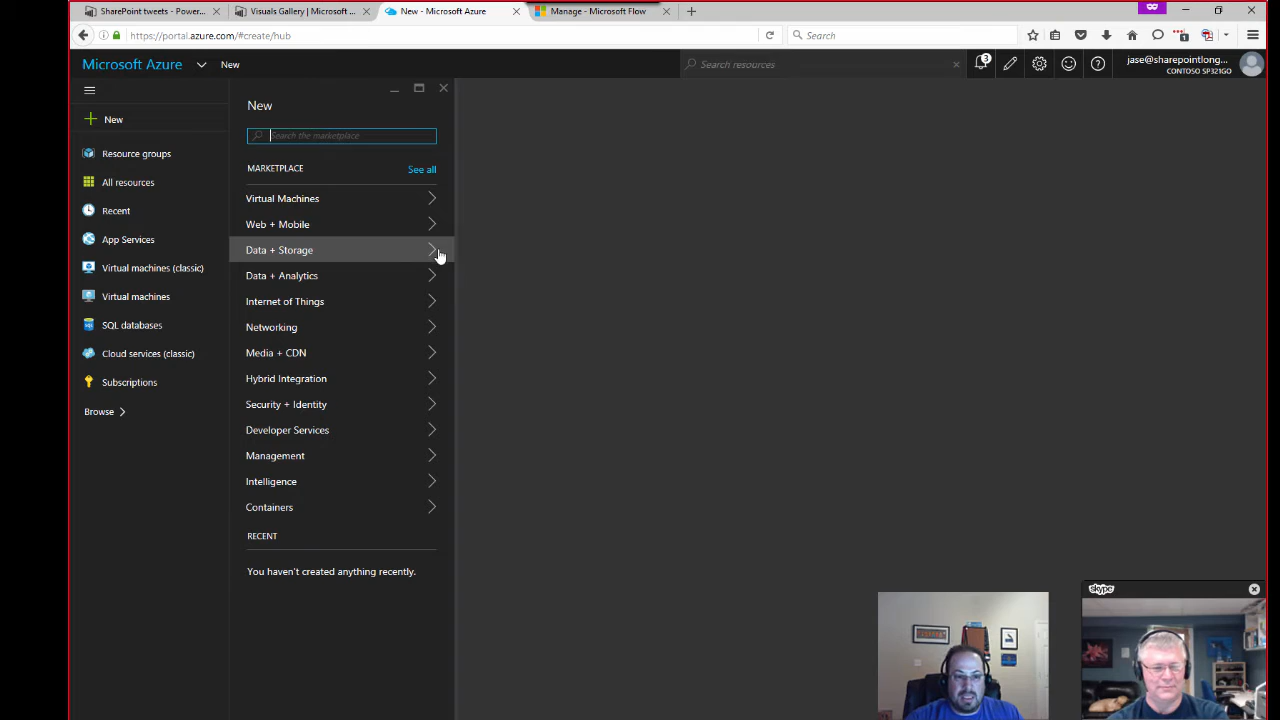 SharePoint tweets - Power...
Visuals Gallery | Microsoft ...
New - Microsoft Azure
Manage - Microsoft Flow
https://portal.azure.com/#create/hub
Search
Microsoft Azure
New
Search resources
3
jase@sharepointlong...
CONTOSO SP321GO
New
Resource groups
All resources
Recent
App Services
Virtual machines (classic)
Virtual machines
SQL databases
Cloud services (classic)
Subscriptions
Browse
New
Search the marketplace
MARKETPLACE
See all
Virtual Machines
Web + Mobile
Data + Storage
Data + Analytics
Internet of Things
Networking
Media + CDN
Hybrid Integration
Security + Identity
Developer Services
Management
Intelligence
Containers
RECENT
You haven't created anything recently.
skype